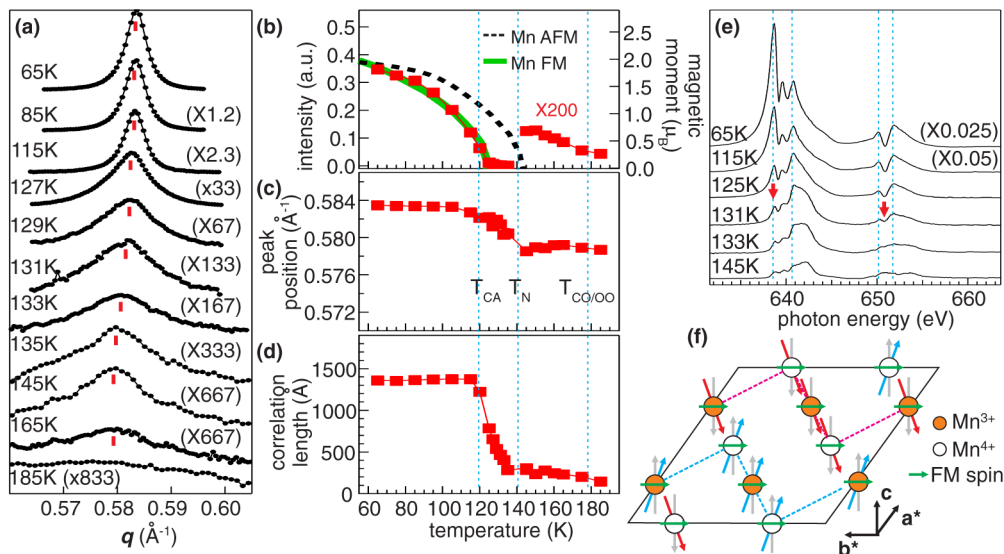 (a)
65K
85K
(X1.2)
115K
(X2.3)
127K
(x33)
129K
(X67)
131K
(X133)
133K
(X167)
135K
(X333)
145K
(X667)
165K
(X667)
185K (x833)
0.57 0.58 0.59 0.60
q (Å-1)
(b)
Mn AFM
Mn FM
X200
0.4
0.3
0.2
0.1
0.0
intensity (a.u.)
2.5
2.0
1.5
1.0
0.5
0.0
magnetic
moment (μB)
(c)
0.584
0.580
0.576
0.572
peak
position (Å-1)
TCA TN TCO/OO
(d)
1500
1000
500
0
correlation
length (Å)
60 80 100 120 140 160 180
temperature (K)
(e)
65K
(X0.025)
115K
(X0.05)
125K
131K
133K
145K
640 650 660
photon energy (eV)
(f)
Mn3+
Mn4+
FM spin
c
a*
b*